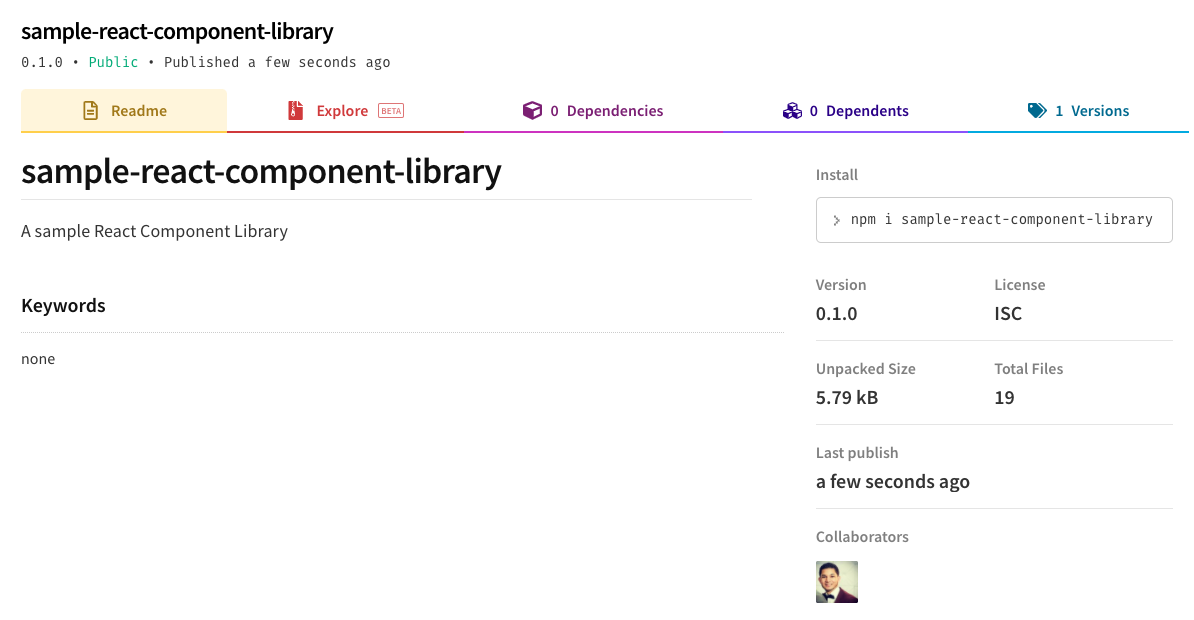 sample-react-component-library
0.1.0 • Public • Published a few seconds ago
Readme
Explore BETA
0 Dependencies
0 Dependents
1 Versions
sample-react-component-library
A sample React Component Library
Keywords
none
Install
npm i sample-react-component-library
Version
0.1.0
License
ISC
Unpacked Size
5.79 kB
Total Files
19
Last publish
a few seconds ago
Collaborators